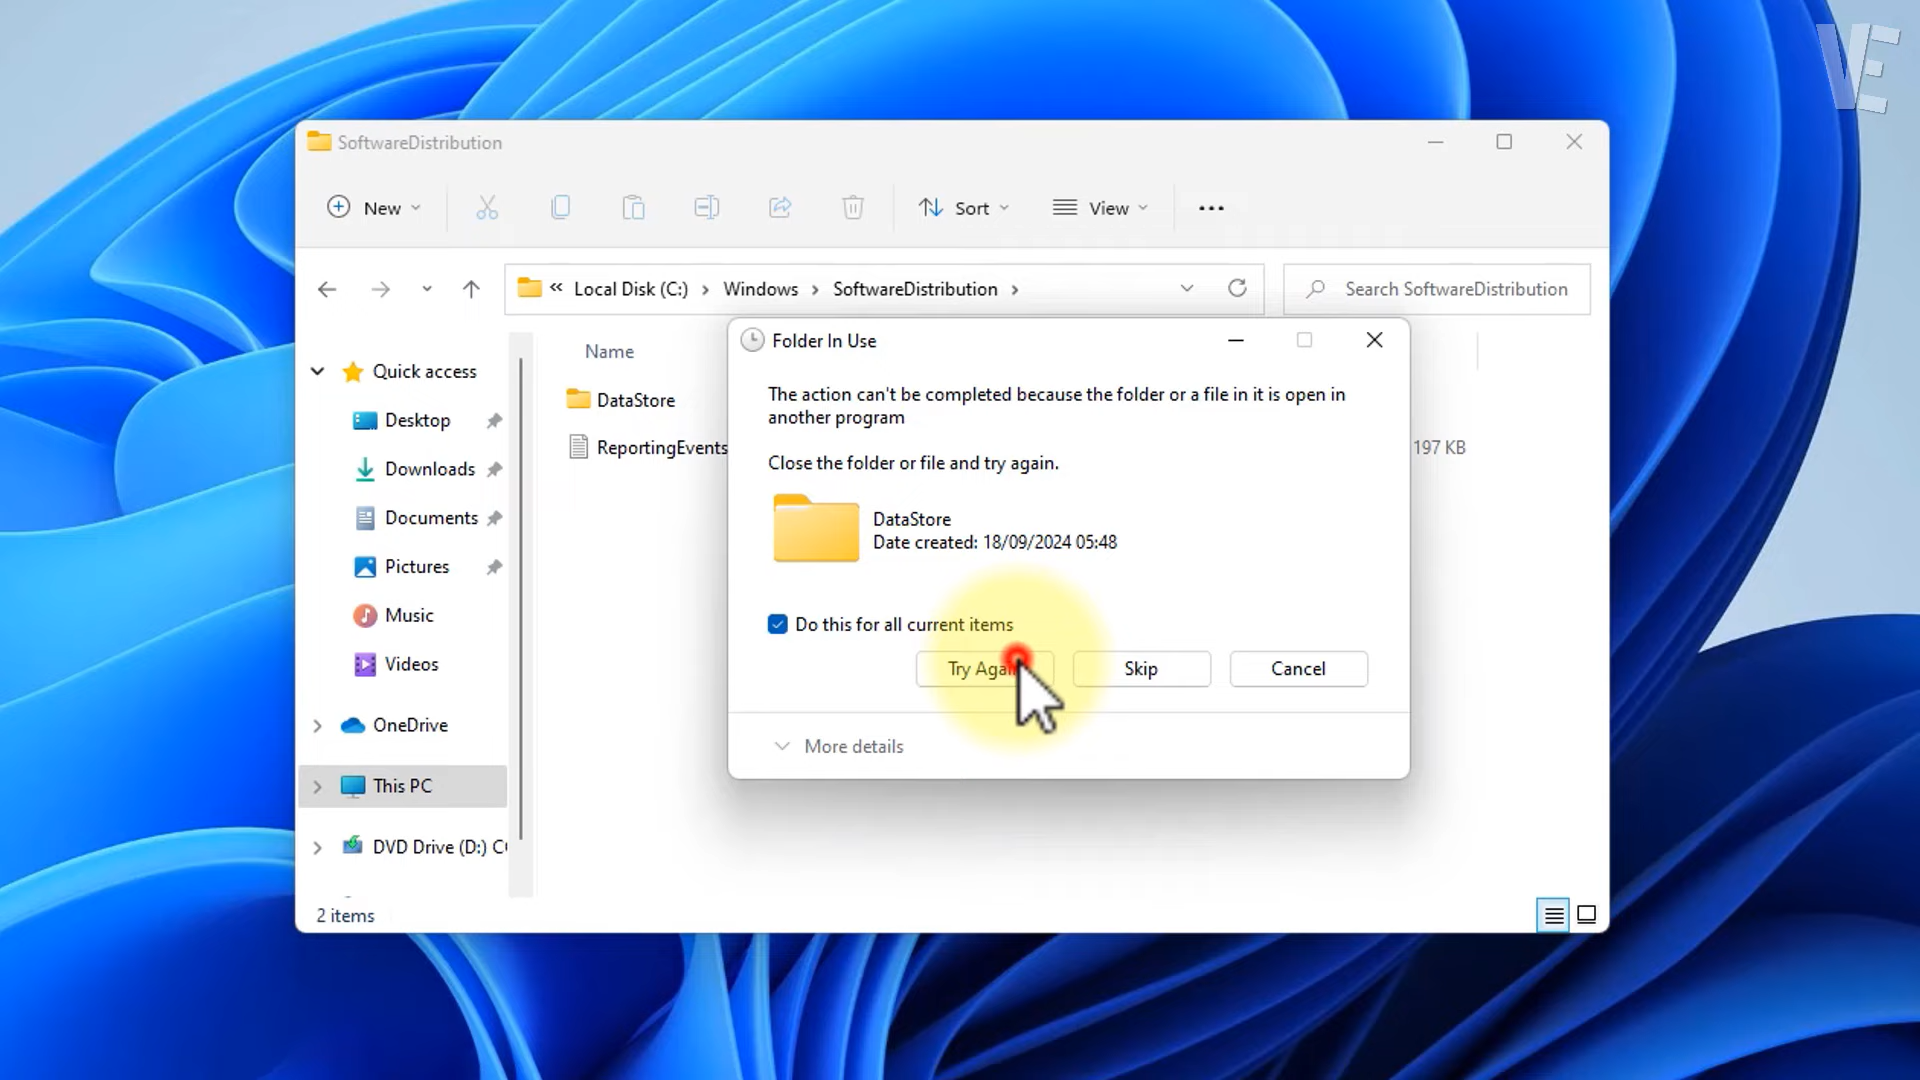 VE
SoftwareDistribution
New
Sort
View
« Local Disk (C:) > Windows > SoftwareDistribution >
Search SoftwareDistribution
Name
Quick access
Desktop
Downloads
Documents
Pictures
Music
Videos
OneDrive
This PC
DVD Drive (D:) C
DataStore
ReportingEvents
197 KB
Folder In Use
The action can't be completed because the folder or a file in it is open in
another program
Close the folder or file and try again.
DataStore
Date created: 18/09/2024 05:48
Do this for all current items
Try Again
Skip
Cancel
More details
2 items